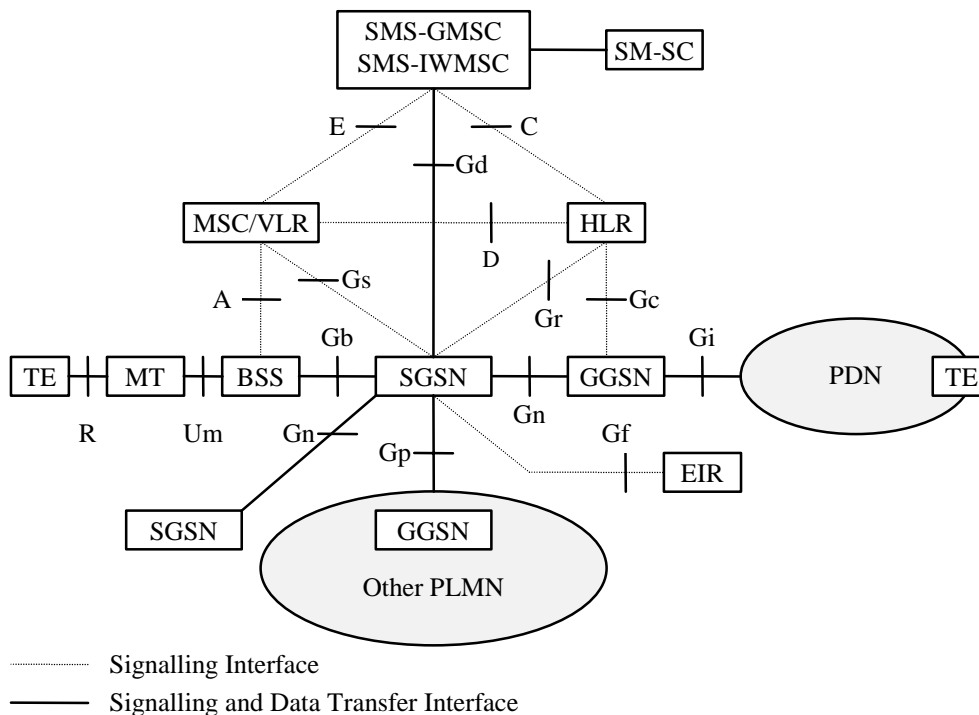 SMS-GMSC
SMS-IWMSC
SM-SC
E
C
Gd
MSC/VLR
HLR
D
Gs
A
Gr
Gc
Gb
Gi
TE
MT
BSS
SGSN
GGSN
PDN
TE
R
Um
Gn
Gn
Gp
Gf
EIR
SGSN
GGSN
Other PLMN
Signalling Interface
Signalling and Data Transfer Interface